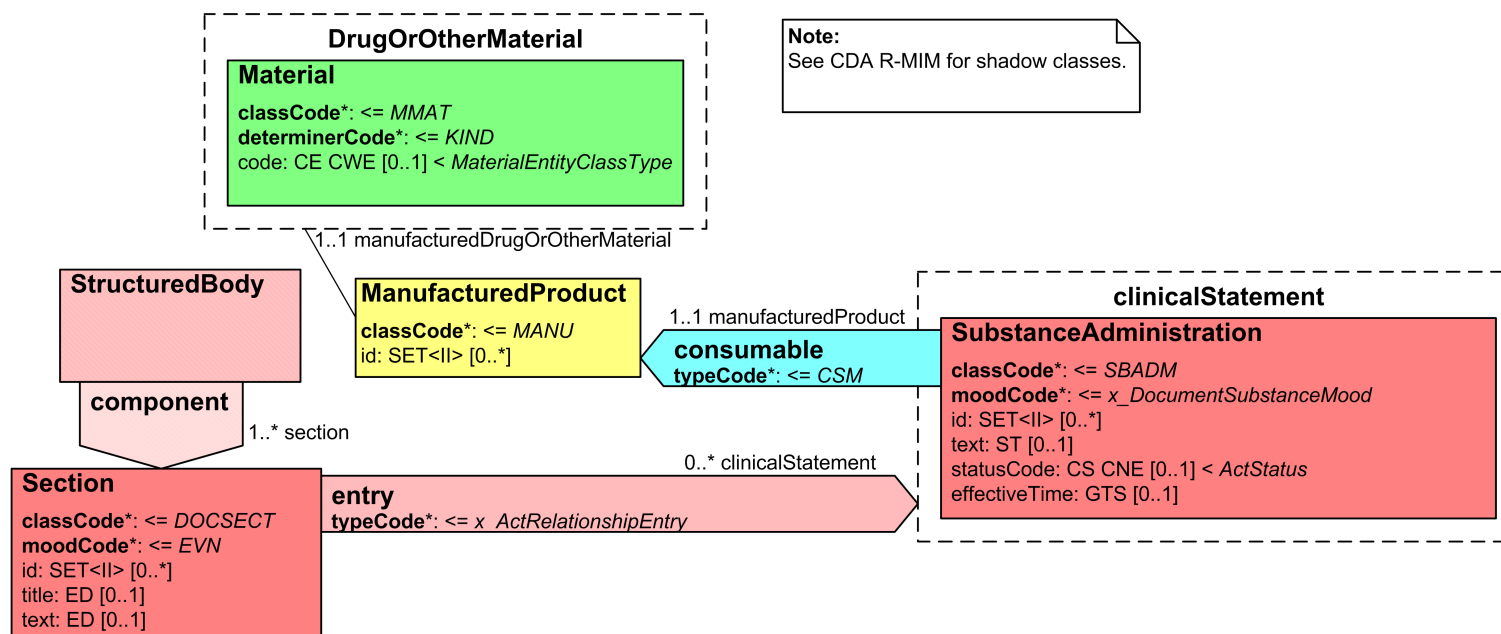 DrugOrOtherMaterial
Material
classCode*: <= MMAT
determinerCode*: <= KIND
code: CE CWE [0..1] < MaterialEntityClassType
Note:
See CDA R-MIM for shadow classes.
1..1 manufacturedDrugOrOtherMaterial
StructuredBody
component
1..* section
ManufacturedProduct
classCode*: <= MANU
id: SET<II> [0..*]
1..1 manufacturedProduct
consumable
typeCode*: <= CSM
clinicalStatement
SubstanceAdministration
classCode*: <= SBADM
moodCode*: <= x_DocumentSubstanceMood
id: SET<II> [0..*]
text: ST [0..1]
statusCode: CS CNE [0..1] < ActStatus
effectiveTime: GTS [0..1]
0..* clinicalStatement
entry
typeCode*: <= x_ActRelationshipEntry
Section
classCode*: <= DOCSECT
moodCode*: <= EVN
id: SET<II> [0..*]
title: ED [0..1]
text: ED [0..1]